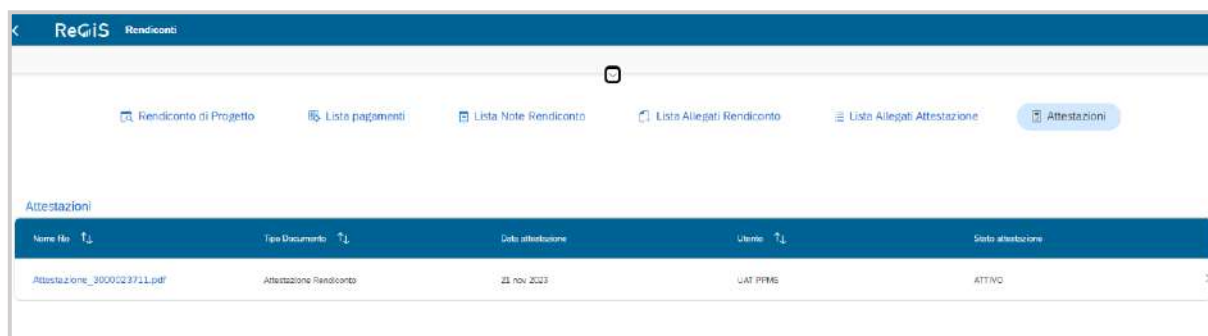 ReGiS Rendiconti
Rendiconto di Progetto Lista pagamenti Lista Note Rendiconto Lista Allegati Rendiconto Lista Allegati Attestazione Attestazioni
Attestazioni
Nome file Tipo Documento Data attestazione Utente Stato attestazione
Attestazione_3000023711.pdf Attestazione Rendiconto 21 nov 2023 UAT PPMS ATTIVO